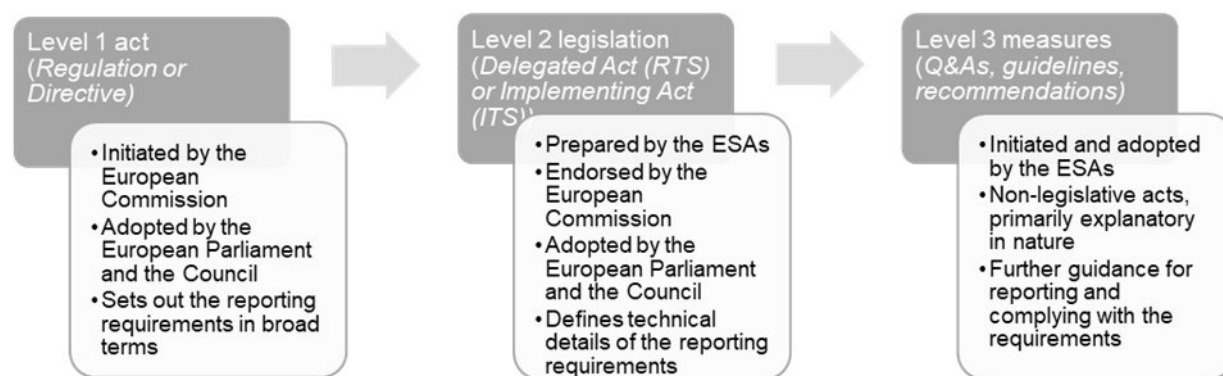 Level 1 act
(Regulation or
Directive)
• Initiated by the
European
Commission
• Adopted by the
European Parliament
and the Council
• Sets out the reporting
requirements in broad
terms
Level 2 legislation
(Delegated Act (RTS)
or Implementing Act
(ITS))
• Prepared by the ESAs
• Endorsed by the
European
Commission
• Adopted by the
European Parliament
and the Council
• Defines technical
details of the reporting
requirements
Level 3 measures
(Q&As, guidelines,
recommendations)
• Initiated and adopted
by the ESAs
• Non-legislative acts,
primarily explanatory
in nature
• Further guidance for
reporting and
complying with the
requirements